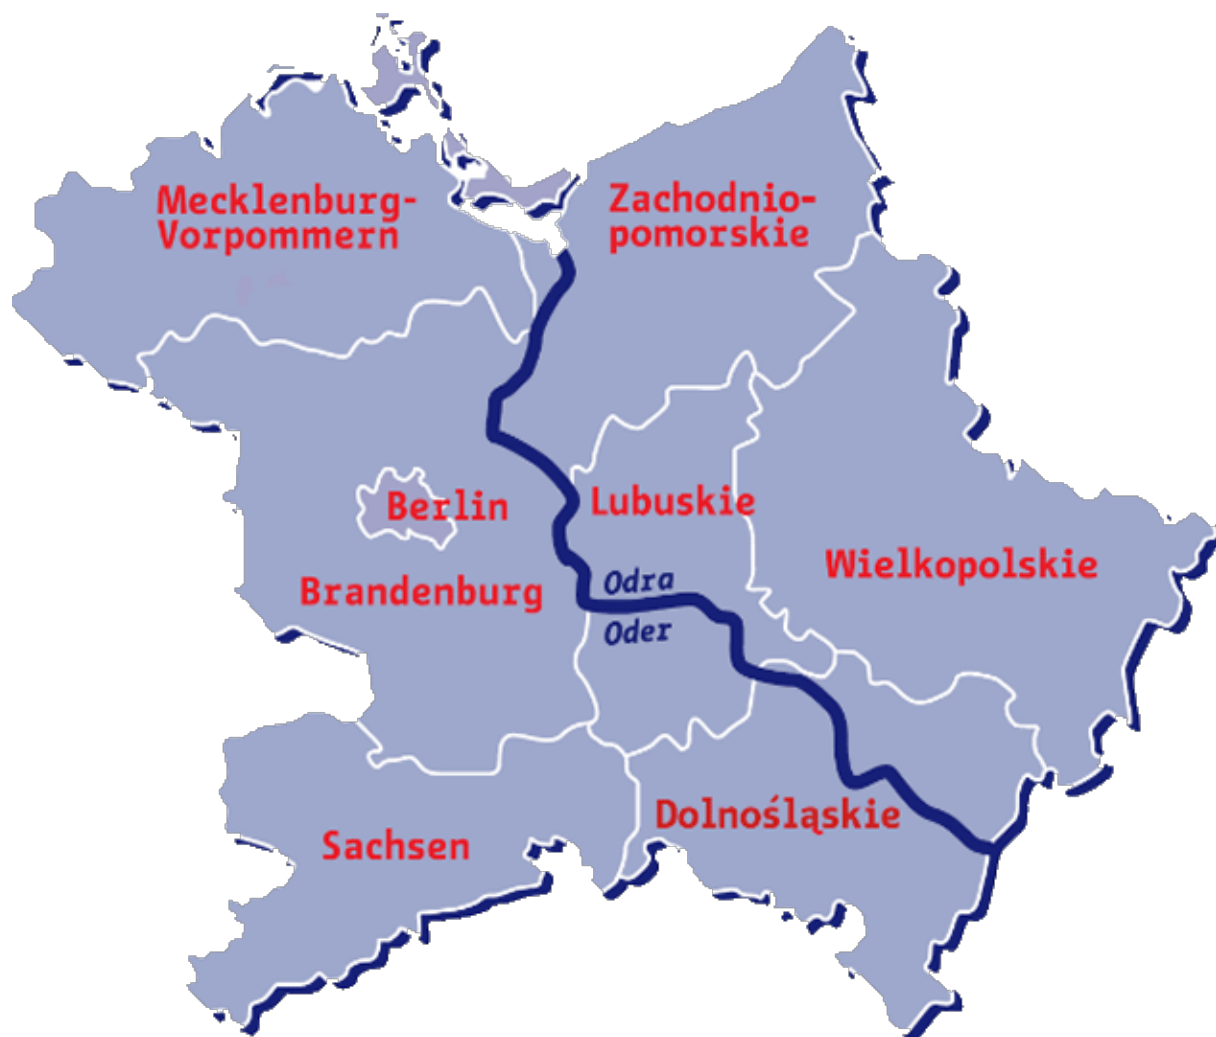 Mecklenburg-
Vorpommern
Zachodnio-
pomorskie
Berlin
Lubuskie
Wielkopolskie
Brandenburg
Odra
Oder
Dolnośląskie
Sachsen